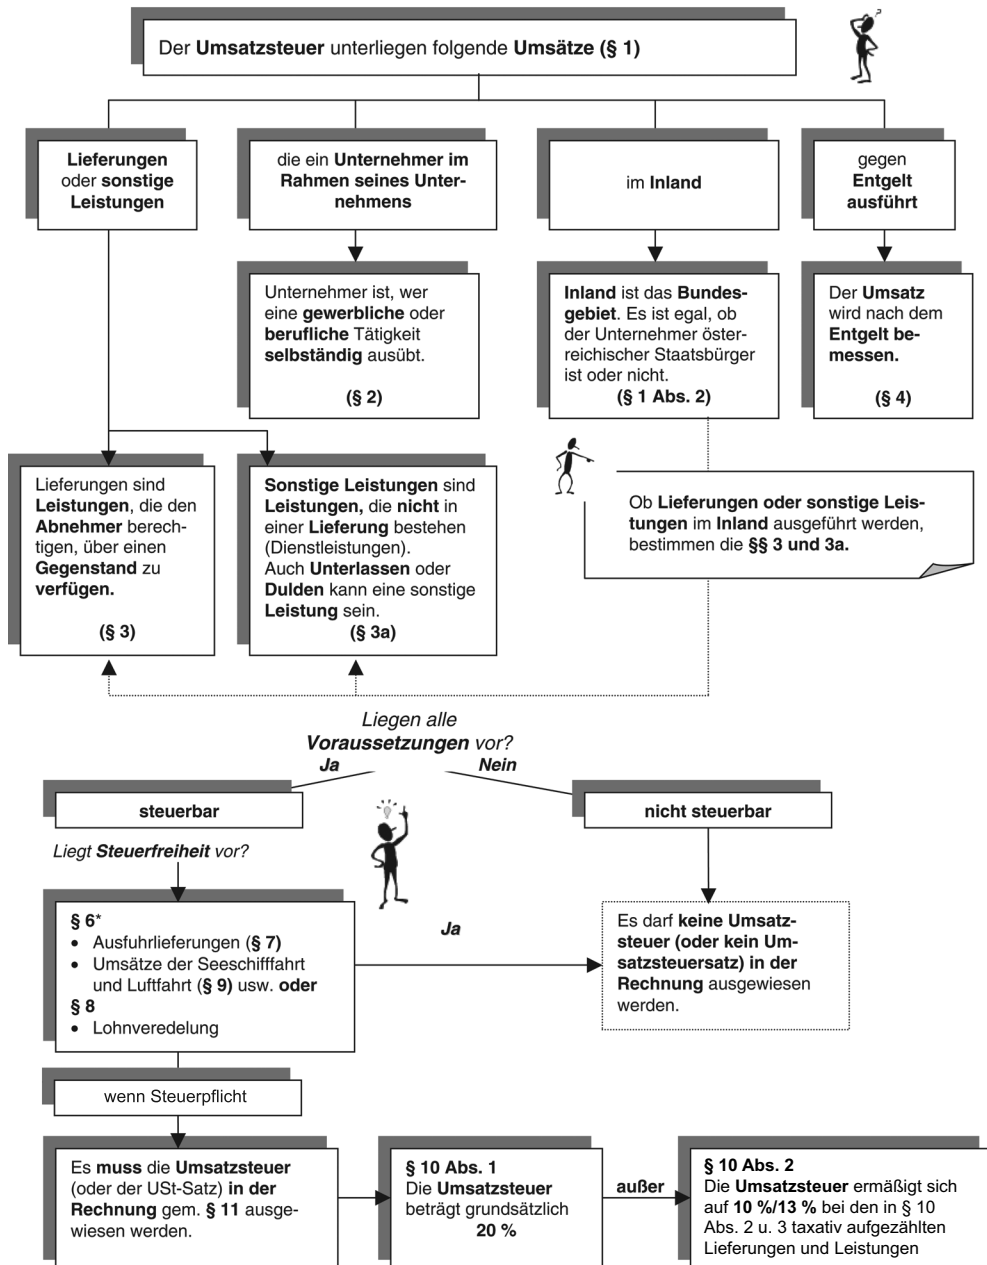 Der Umsatzsteuer unterliegen folgende Umsätze (§ 1)
Lieferungen
oder sonstige
Leistungen
die ein Unternehmer im
Rahmen seines Unter-
nehmens
im Inland
gegen
Entgelt
ausführt
Unternehmer ist, wer
eine gewerbliche oder
berufliche Tätigkeit
selbständig ausübt.
(§ 2)
Inland ist das Bundes-
gebiet. Es ist egal, ob
der Unternehmer öster-
reichischer Staatsbürger
ist oder nicht.
(§ 1 Abs. 2)
Der Umsatz
wird nach dem
Entgelt be-
messen.
(§ 4)
Lieferungen sind
Leistungen, die den
Abnehmer berech-
tigen, über einen
Gegenstand zu
verfügen.
(§ 3)
Sonstige Leistungen sind
Leistungen, die nicht in
einer Lieferung bestehen
(Dienstleistungen).
Auch Unterlassen oder
Dulden kann eine sonstige
Leistung sein.
(§ 3a)
Ob Lieferungen oder sonstige Leis-
tungen im Inland ausgeführt werden,
bestimmen die §§ 3 und 3a.
Liegen alle
Voraussetzungen vor?
Ja
Nein
steuerbar
nicht steuerbar
Liegt Steuerfreiheit vor?
§ 6*
• Ausfuhrlieferungen (§ 7)
• Umsätze der Seeschifffahrt
und Luftfahrt (§ 9) usw. oder
§ 8
• Lohnveredelung
Ja
Es darf keine Umsatz-
steuer (oder kein Um-
satzsteuersatz) in der
Rechnung ausgewiesen
werden.
wenn Steuerpflicht
Es muss die Umsatzsteuer
(oder der USt-Satz) in der
Rechnung gem. § 11 ausge-
wiesen werden.
§ 10 Abs. 1
Die Umsatzsteuer
beträgt grundsätzlich
20 %
außer
§ 10 Abs. 2
Die Umsatzsteuer ermäßigt sich
auf 10 %/13 % bei den in § 10
Abs. 2 u. 3 taxativ aufgezählten
Lieferungen und Leistungen